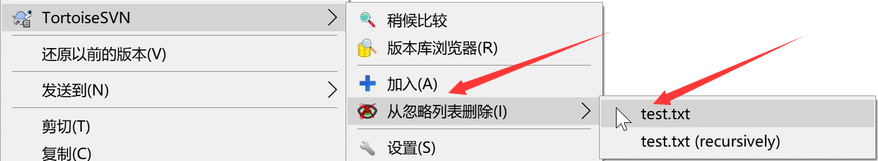 TortoiseSVN
还原以前的版本(V)
发送到(N)
剪切(T)
复制(C)
稍候比较
版本库浏览器(R)
加入(A)
从忽略列表删除(I)
设置(S)
test.txt
test.txt (recursively)